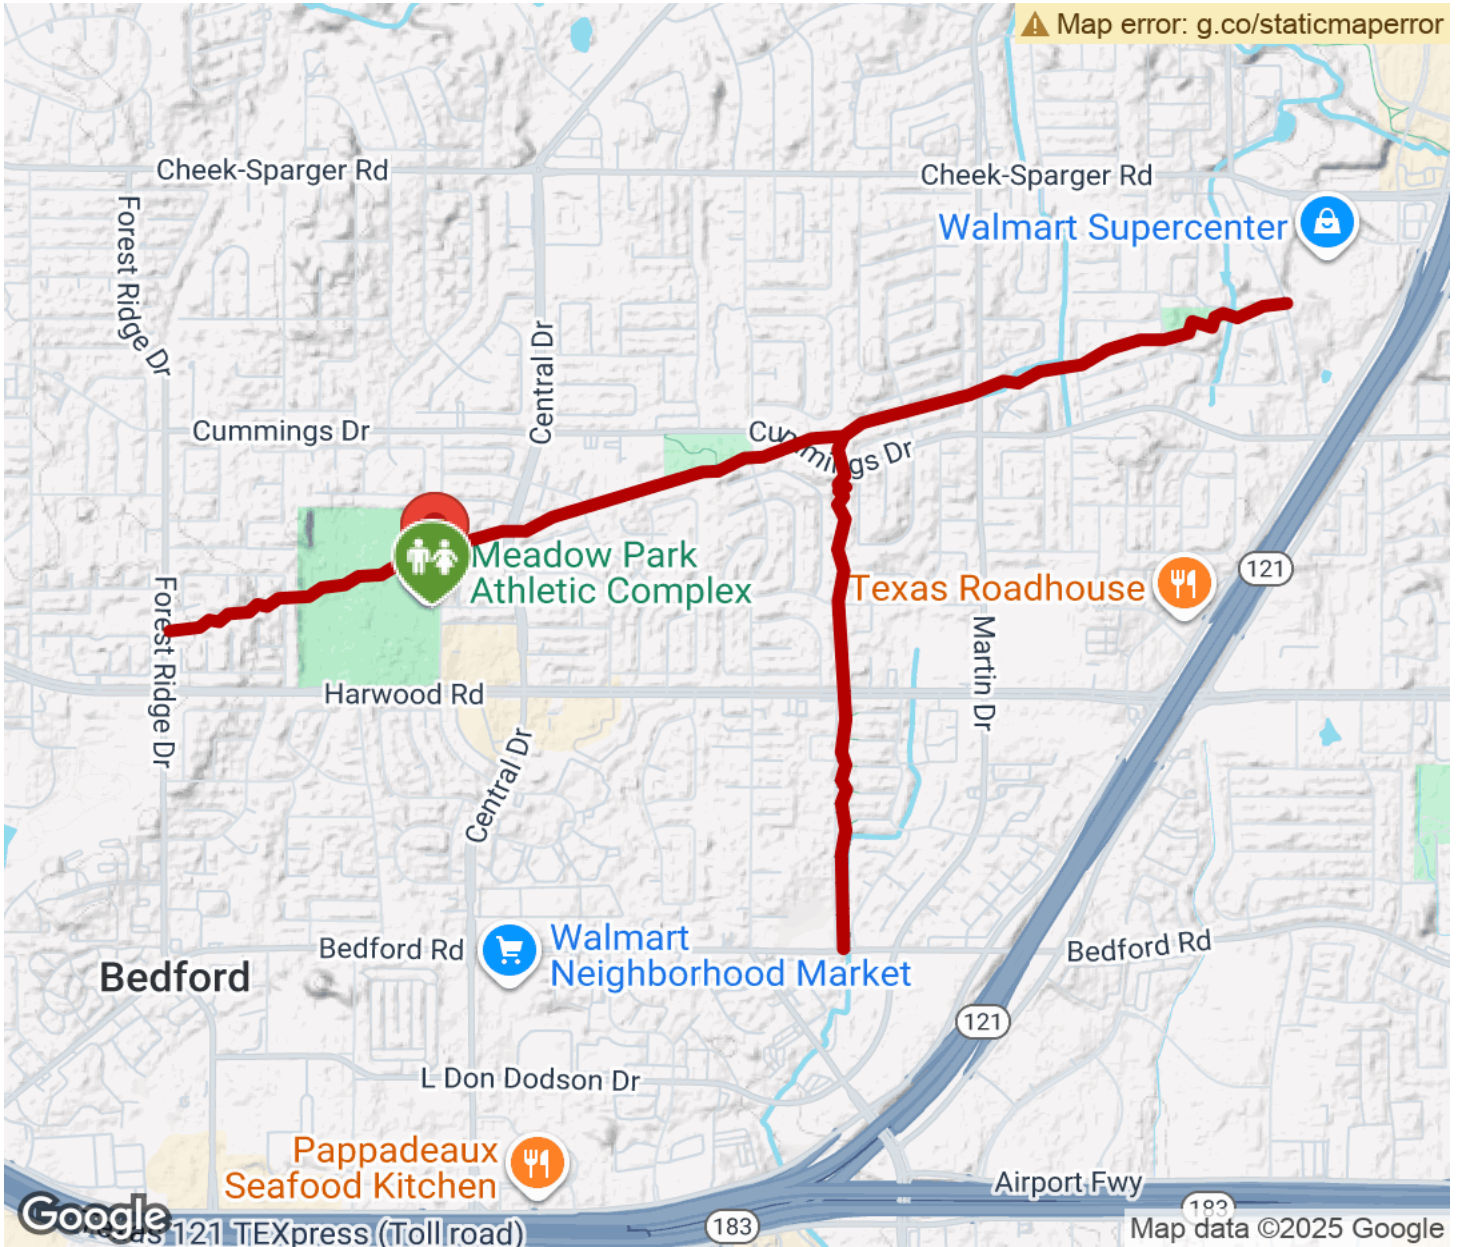 Map error: g.co/staticmaperror
Cheek-Sparger Rd
Cheek-Sparger Rd
Forest Ridge Dr
Walmart Supercenter
Central Dr
Cummings Dr
Cummings Dr
Meadow Park
Athletic Complex
121
Texas Roadhouse
Forest Ridge Dr
Martin Dr
Harwood Rd
Central Dr
Bedford Rd
Walmart
Neighborhood Market
Bedford Rd
Bedford
121
L Don Dodson Dr
Pappadeaux
Seafood Kitchen
Airport Fwy
183
Google
Texas 121 TEXpress (Toll road)
183
Map data ©2025 Google